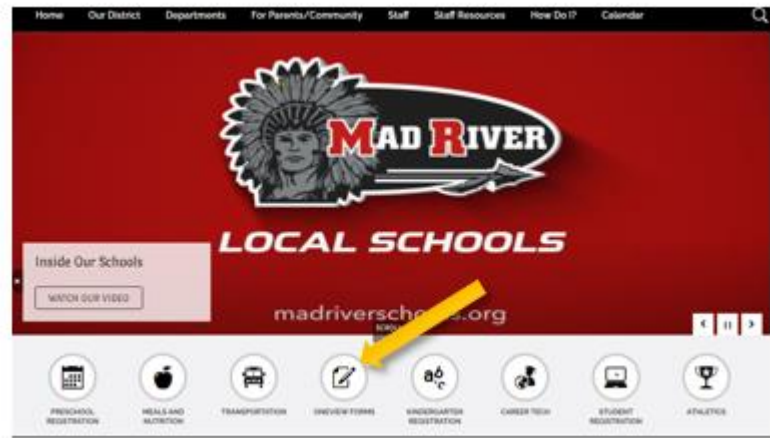 Home Our District Departments For Parents/Community Staff Staff Resources How Do I? Calendar
MAD RIVER
LOCAL SCHOOLS
Inside Our Schools
WATCH OUR VIDEO
madriverschools.org
PRESCHOOL REGISTRATION
MEALS AND NUTRITION
TRANSPORTATION
ONEVIEW FORMS
KINDERGARTEN REGISTRATION
CAREER TECH
STUDENT REGISTRATION
ATHLETICS